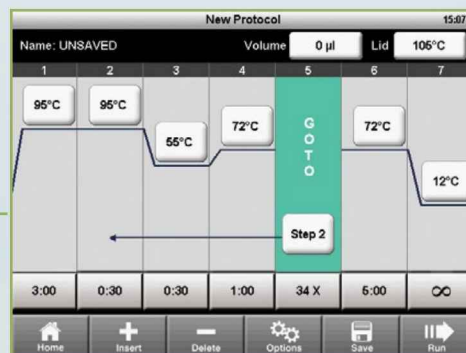 New Protocol 15:07
Name: UNSAVED Volume 0 µl Lid 105°C
1 2 3 4 5 6 7
95°C 95°C 55°C 72°C GOTO 72°C 12°C
Step 2
3:00 0:30 0:30 1:00 34 X 5:00 ∞
Home Insert Delete Options Save Run